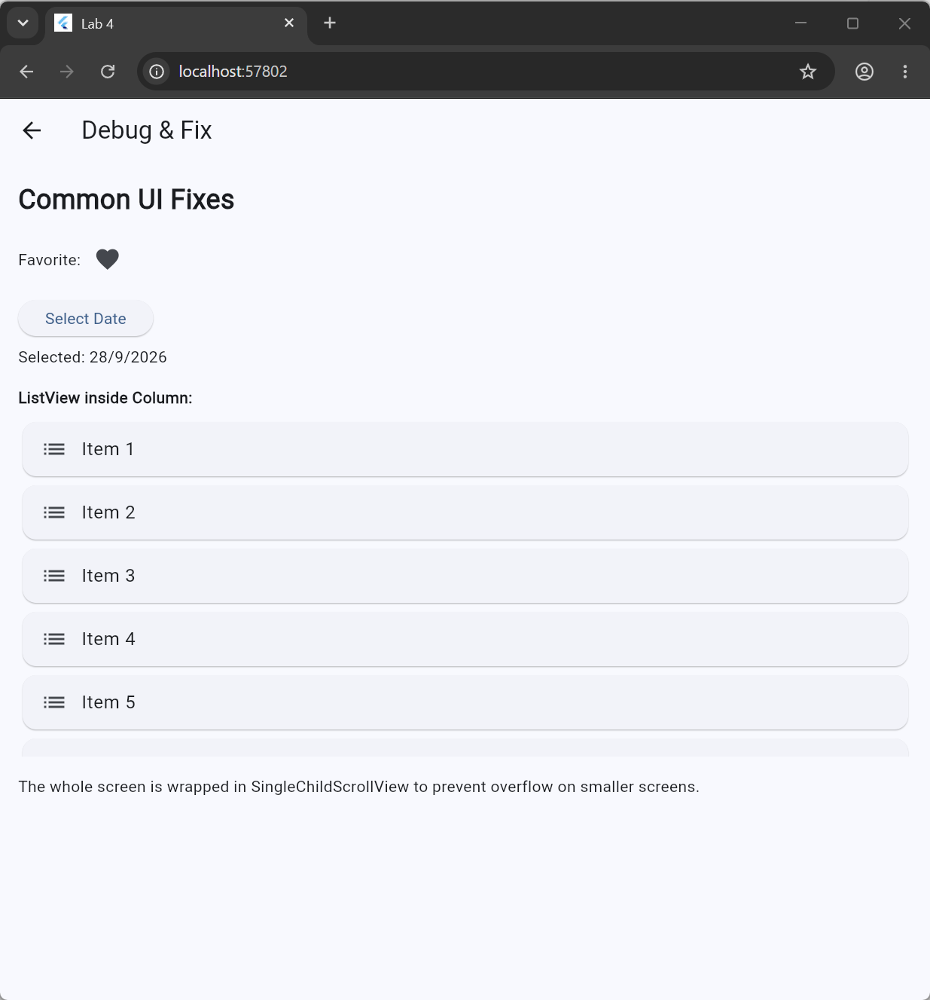 Lab 4
localhost:57802
Debug & Fix
Common UI Fixes
Favorite:
Select Date
Selected: 28/9/2026
ListView inside Column:
Item 1
Item 2
Item 3
Item 4
Item 5
The whole screen is wrapped in SingleChildScrollView to prevent overflow on smaller screens.